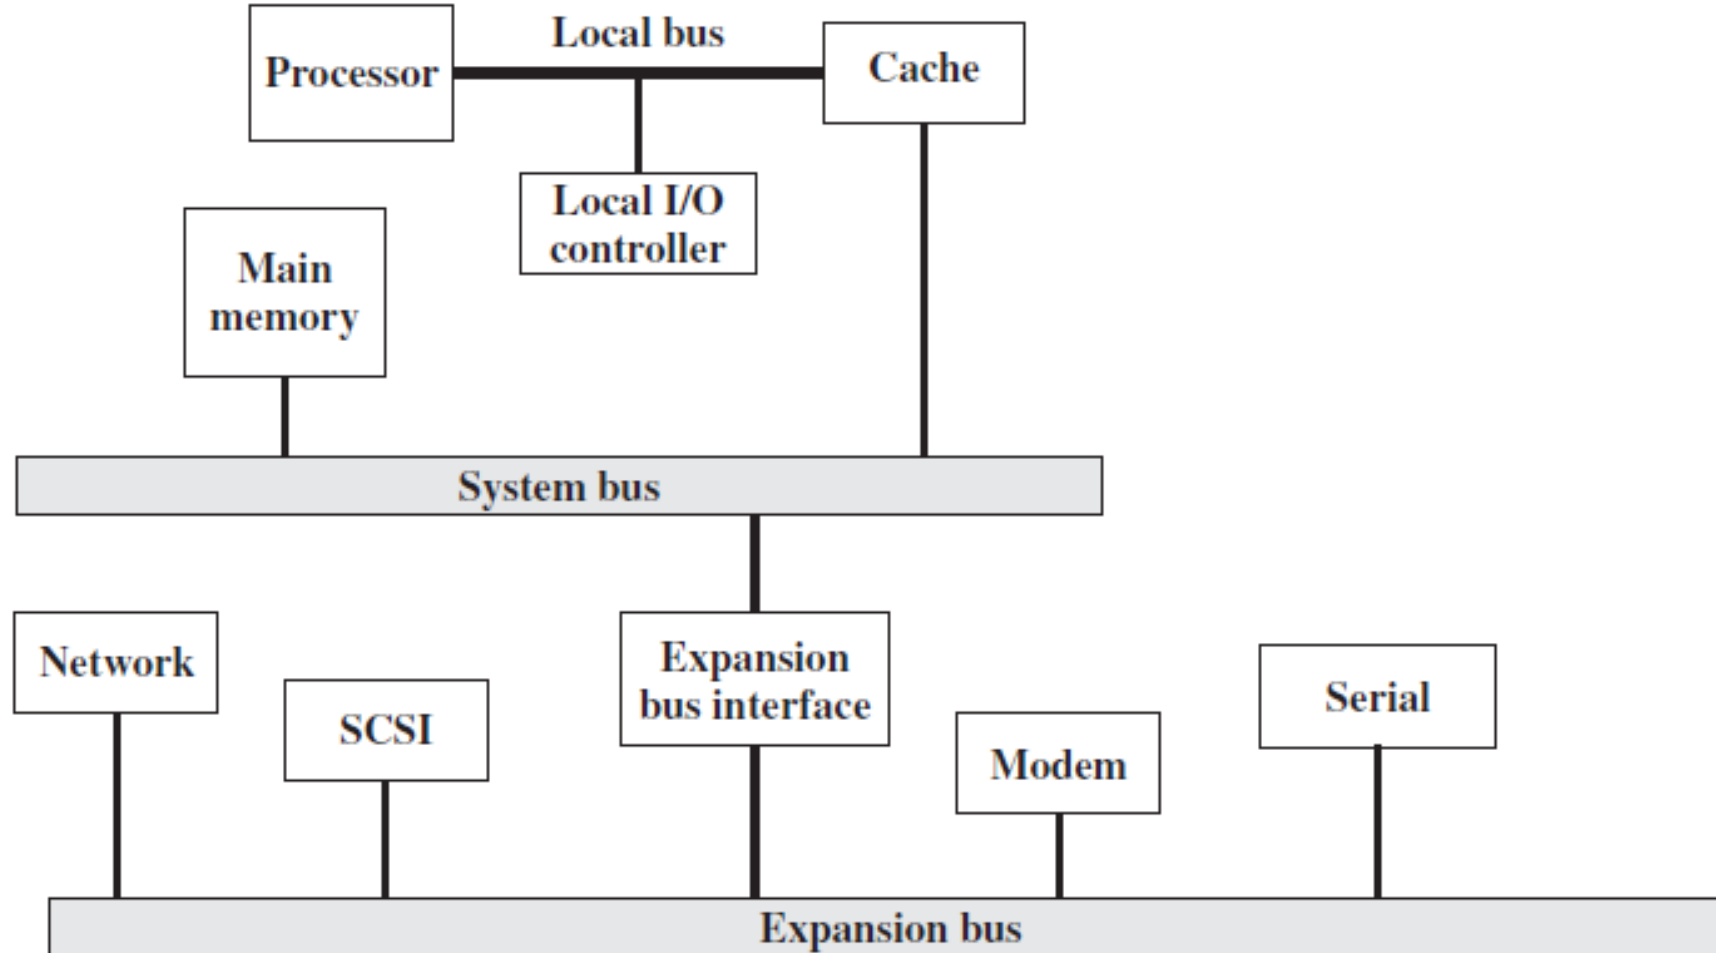 Local bus
Processor
Cache
Local I/O
controller
Main
memory
System bus
Network
SCSI
Expansion
bus interface
Modem
Serial
Expansion bus